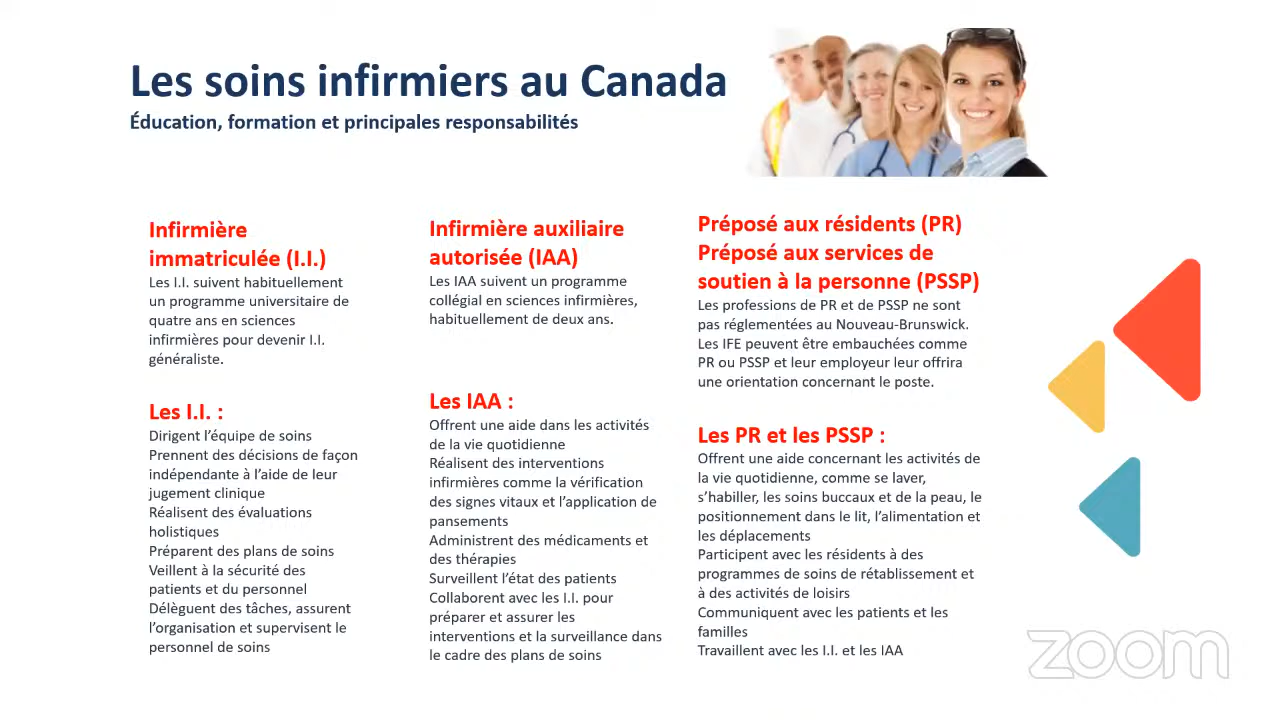 Les soins infirmiers au Canada
Éducation, formation et principales responsabilités
Infirmière
immatriculée (I.I.)
Les I.I. suivent habituellement
un programme universitaire de
quatre ans en sciences
infirmières pour devenir I.I.
généraliste.
Les I.I. :
Dirigent l’équipe de soins
Prennent des décisions de façon
indépendante à l’aide de leur
jugement clinique
Réalisent des évaluations
holistiques
Préparent des plans de soins
Veillent à la sécurité des
patients et du personnel
Délèguent des tâches, assurent
l’organisation et supervisent le
personnel de soins
Infirmière auxiliaire
autorisée (IAA)
Les IAA suivent un programme
collégial en sciences infirmières,
habituellement de deux ans.
Les IAA :
Offrent une aide dans les activités
de la vie quotidienne
Réalisent des interventions
infirmières comme la vérification
des signes vitaux et l’application de
pansements
Administrent des médicaments et
des thérapies
Surveillent l’état des patients
Collaborent avec les I.I. pour
préparer et assurer les
interventions et la surveillance dans
le cadre des plans de soins
Préposé aux résidents (PR)
Préposé aux services de
soutien à la personne (PSSP)
Les professions de PR et de PSSP ne sont
pas réglementées au Nouveau-Brunswick.
Les IFE peuvent être embauchées comme
PR ou PSSP et leur employeur leur offrira
une orientation concernant le poste.
Les PR et les PSSP :
Offrent une aide concernant les activités de
la vie quotidienne, comme se laver,
s’habiller, les soins buccaux et de la peau, le
positionnement dans le lit, l’alimentation et
les déplacements
Participent avec les résidents à des
programmes de soins de rétablissement et
à des activités de loisirs
Communiquent avec les patients et les
familles
Travaillent avec les I.I. et les IAA
zoom